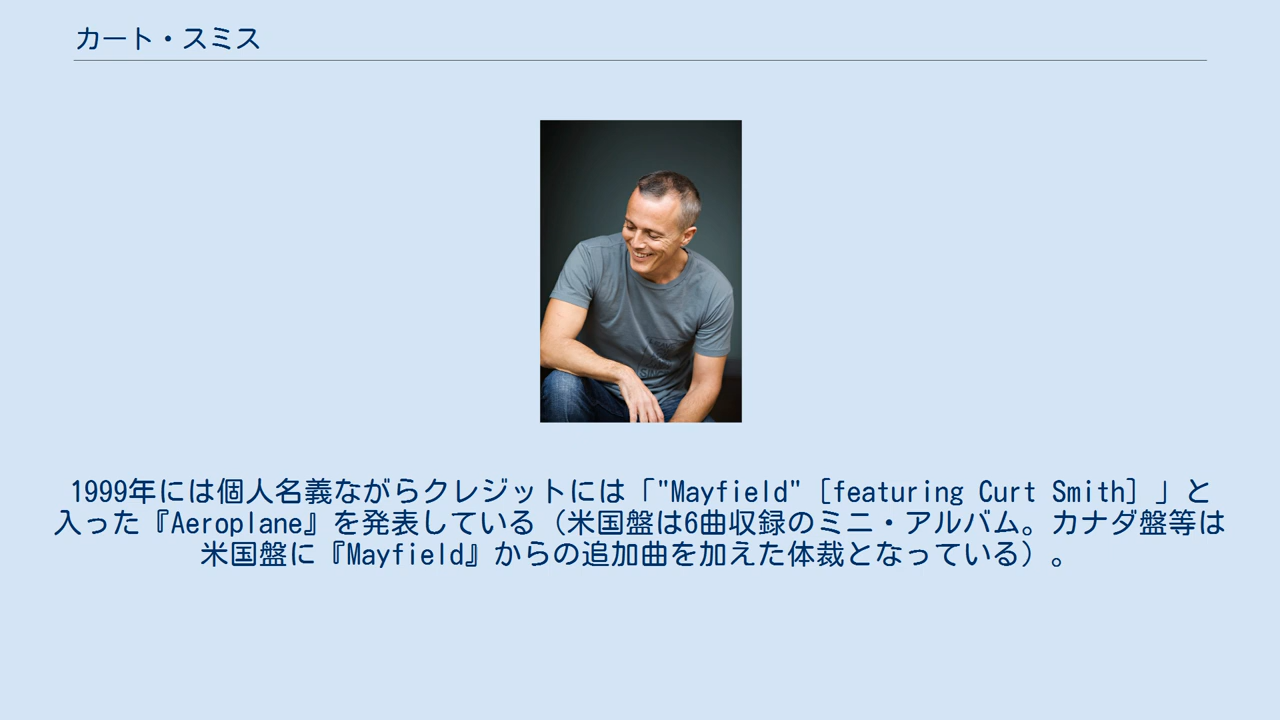 カート・スミス
1999年には個人名義ながらクレジットには「"Mayfield" [featuring Curt Smith] 」と
入った『Aeroplane』を発表している（米国盤は6曲収録のミニ・アルバム。カナダ盤等は
米国盤に『Mayfield』からの追加曲を加えた体裁となっている）。